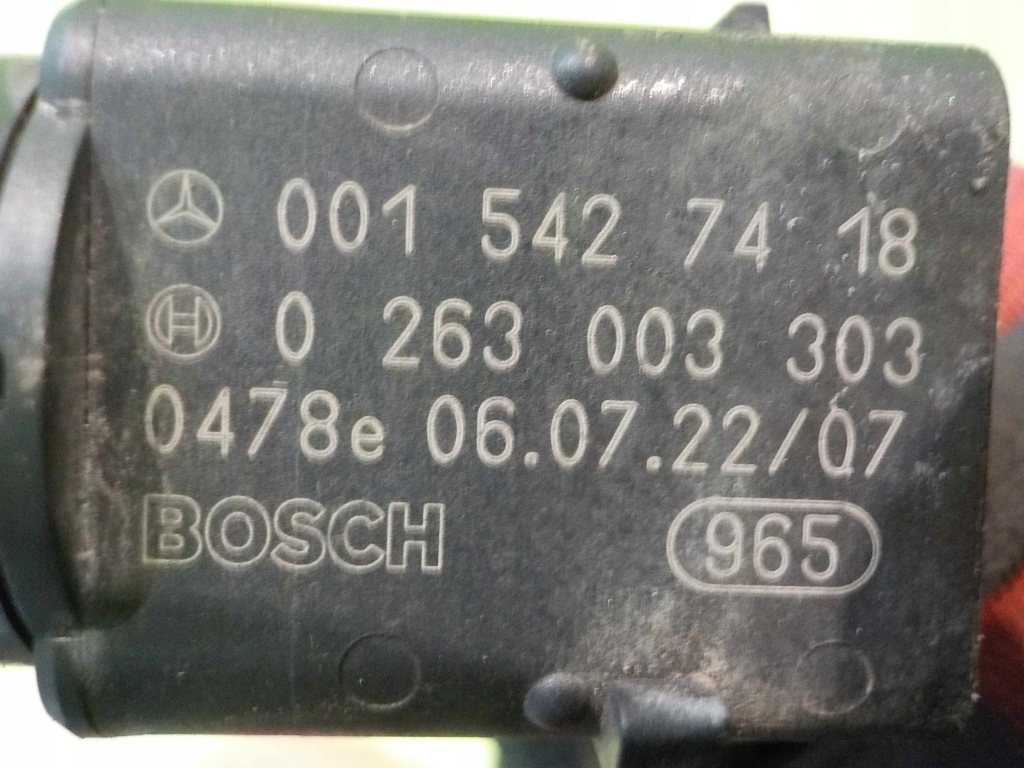 001 542 74 18
0 263 003 303
0478e 06.07.22/07
BOSCH 965